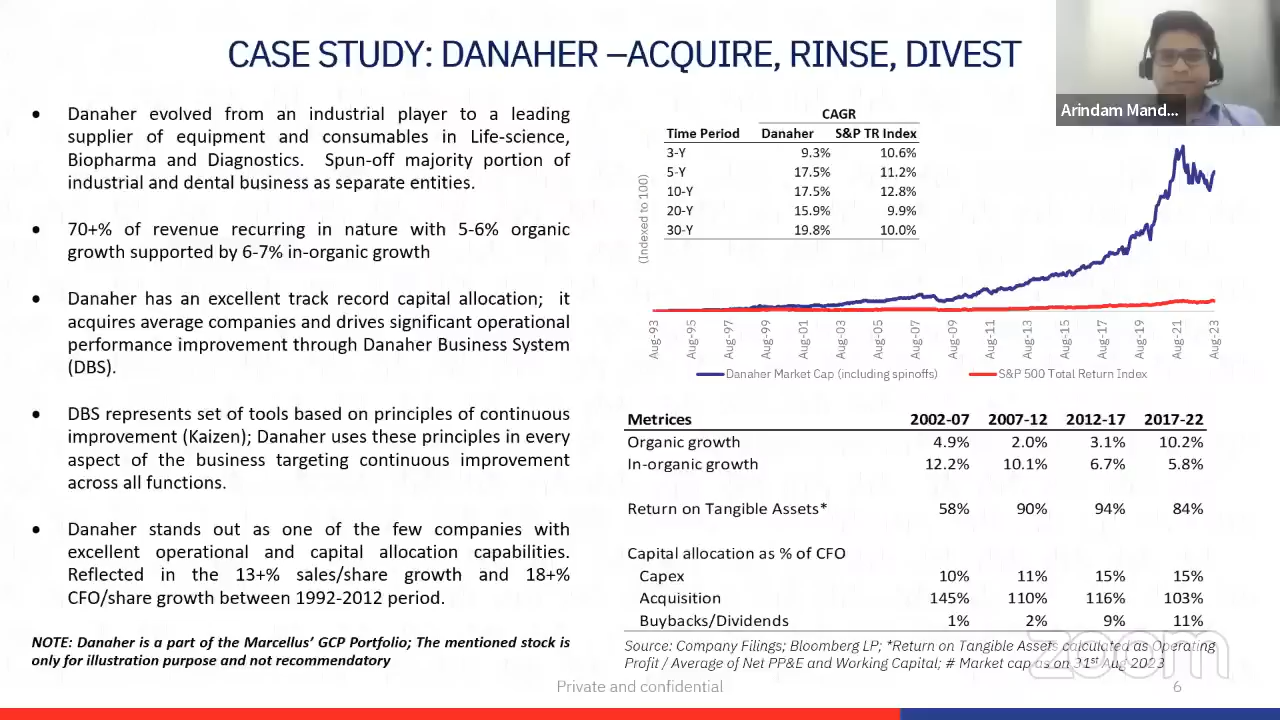 CASE STUDY: DANAHER –ACQUIRE, RINSE, DIVEST
Arindam Mand...
• Danaher evolved from an industrial player to a leading
supplier of equipment and consumables in Life-science,
Biopharma and Diagnostics. Spun-off majority portion of
industrial and dental business as separate entities.
• 70+% of revenue recurring in nature with 5-6% organic
growth supported by 6-7% in-organic growth
• Danaher has an excellent track record capital allocation; it
acquires average companies and drives significant operational
performance improvement through Danaher Business System
(DBS).
• DBS represents set of tools based on principles of continuous
improvement (Kaizen); Danaher uses these principles in every
aspect of the business targeting continuous improvement
across all functions.
• Danaher stands out as one of the few companies with
excellent operational and capital allocation capabilities.
Reflected in the 13+% sales/share growth and 18+%
CFO/share growth between 1992-2012 period.
NOTE: Danaher is a part of the Marcellus’ GCP Portfolio; The mentioned stock is
only for illustration purpose and not recommendatory
CAGR
Time Period Danaher S&P TR Index
3-Y 9.3% 10.6%
5-Y 17.5% 11.2%
10-Y 17.5% 12.8%
20-Y 15.9% 9.9%
30-Y 19.8% 10.0%
(Indexed to 100)
Aug-93 Aug-95 Aug-97 Aug-99 Aug-01 Aug-03 Aug-05 Aug-07 Aug-09 Aug-11 Aug-13 Aug-15 Aug-17 Aug-19 Aug-21 Aug-23
Danaher Market Cap (including spinoffs) S&P 500 Total Return Index
Metrices 2002-07 2007-12 2012-17 2017-22
Organic growth 4.9% 2.0% 3.1% 10.2%
In-organic growth 12.2% 10.1% 6.7% 5.8%
Return on Tangible Assets* 58% 90% 94% 84%
Capital allocation as % of CFO
Capex 10% 11% 15% 15%
Acquisition 145% 110% 116% 103%
Buybacks/Dividends 1% 2% 9% 11%
Source: Company Filings; Bloomberg LP; *Return on Tangible Assets calculated as Operating
Profit / Average of Net PP&E and Working Capital; # Market cap as on 31st Aug 2023
zoom
Private and confidential
6